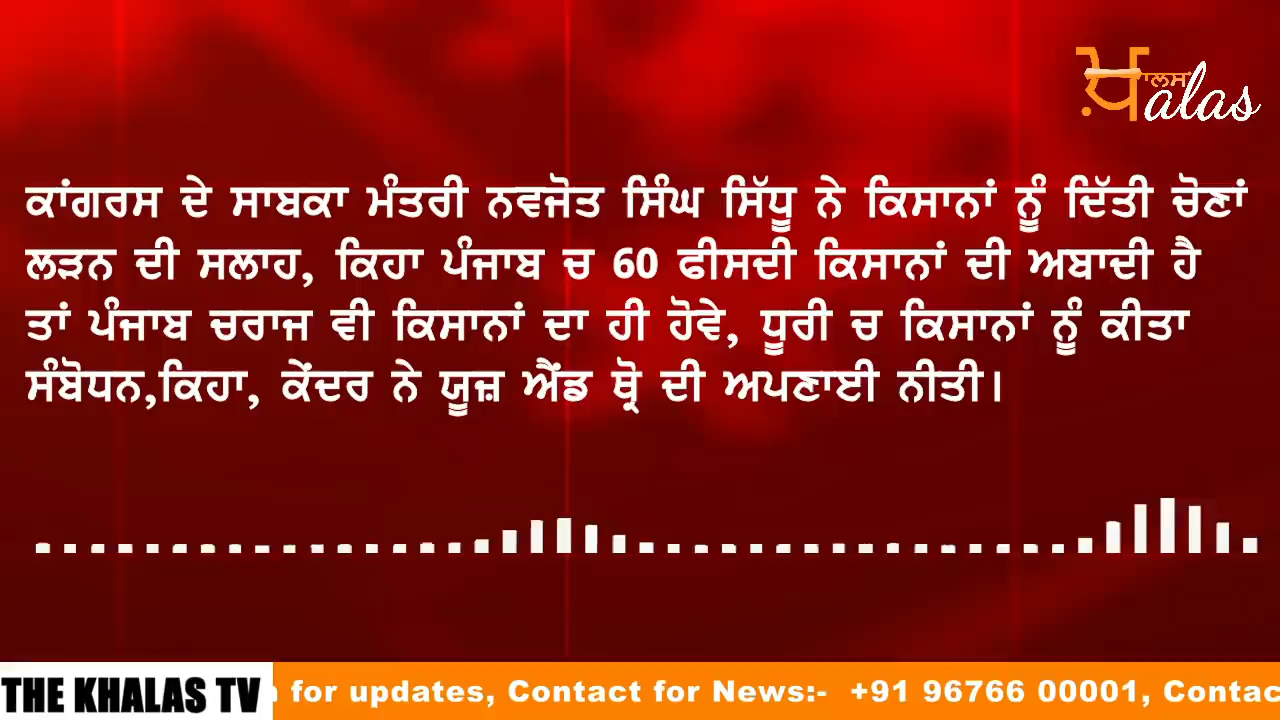 ਖ਼ਾਲਸ
alas
ਕਾਂਗਰਸ ਦੇ ਸਾਬਕਾ ਮੰਤਰੀ ਨਵਜੋਤ ਸਿੰਘ ਸਿੱਧੂ ਨੇ ਕਿਸਾਨਾਂ ਨੂੰ ਦਿੱਤੀ ਚੋਣਾਂ
ਲੜਨ ਦੀ ਸਲਾਹ, ਕਿਹਾ ਪੰਜਾਬ ਚ 60 ਫੀਸਦੀ ਕਿਸਾਨਾਂ ਦੀ ਅਬਾਦੀ ਹੈ
ਤਾਂ ਪੰਜਾਬ ਚਰਾਜ ਵੀ ਕਿਸਾਨਾਂ ਦਾ ਹੀ ਹੋਵੇ, ਧੂਰੀ ਚ ਕਿਸਾਨਾਂ ਨੂੰ ਕੀਤਾ
ਸੰਬੋਧਨ,ਕਿਹਾ, ਕੇਂਦਰ ਨੇ ਯੂਜ਼ ਐਂਡ ਥ੍ਰੋ ਦੀ ਅਪਣਾਈ ਨੀਤੀ।
THE KHALAS TV for updates, Contact for News:- +91 96766 00001, Contac